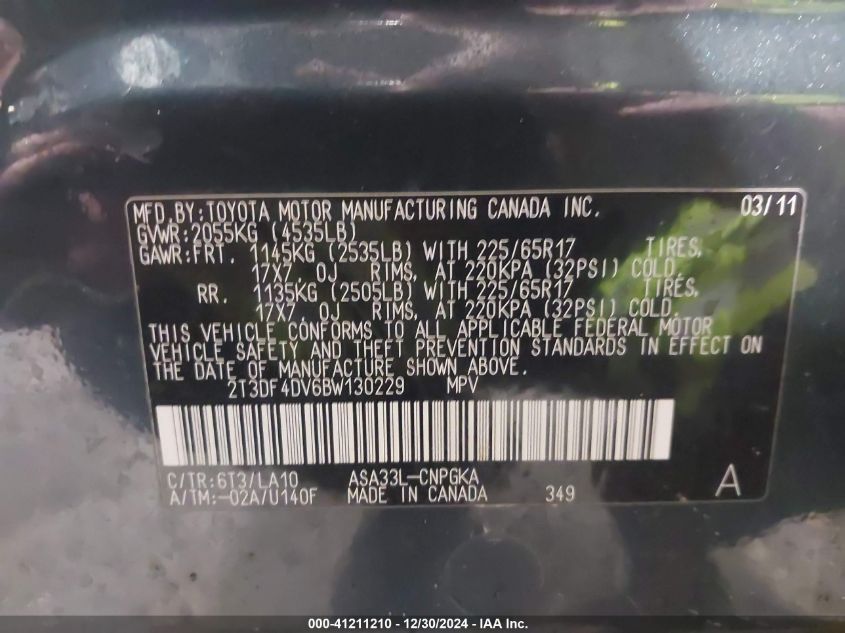 MFD.BY:TOYOTA MOTOR MANUFACTURING CANADA INC. 03/11
GVWR:2055KG (4535LB)
GAWR:FRT. 1145KG (2535LB) WITH 225/65R17 TIRES,
17X7 OJ RIMS, AT 220KPA (32PSI) COLD.
RR. 1135KG (2505LB) WITH 225/65R17 TIRES,
17X7 OJ RIMS, AT 220KPA (32PSI) COLD.
THIS VEHICLE CONFORMS TO ALL APPLICABLE FEDERAL MOTOR
VEHICLE SAFETY AND THEFT PREVENTION STANDARDS IN EFFECT ON
THE DATE OF MANUFACTURE SHOWN ABOVE.
2T3DF4DV6BW130229 MPV
C/TR:6T3/LA10 ASA33L-CNPGKA
A/TM:-02A/U140F MADE IN CANADA 349 A
000-41211210 - 12/30/2024 - IAA Inc.